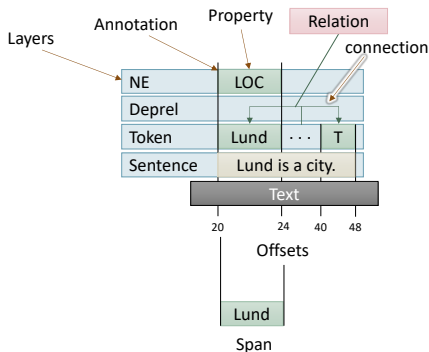 Property
Relation
Annotation
Layers
connection
NE LOC
Deprel
Token Lund ... T
Sentence Lund is a city.
Text
20 24 40 48
Offsets
Lund
Span